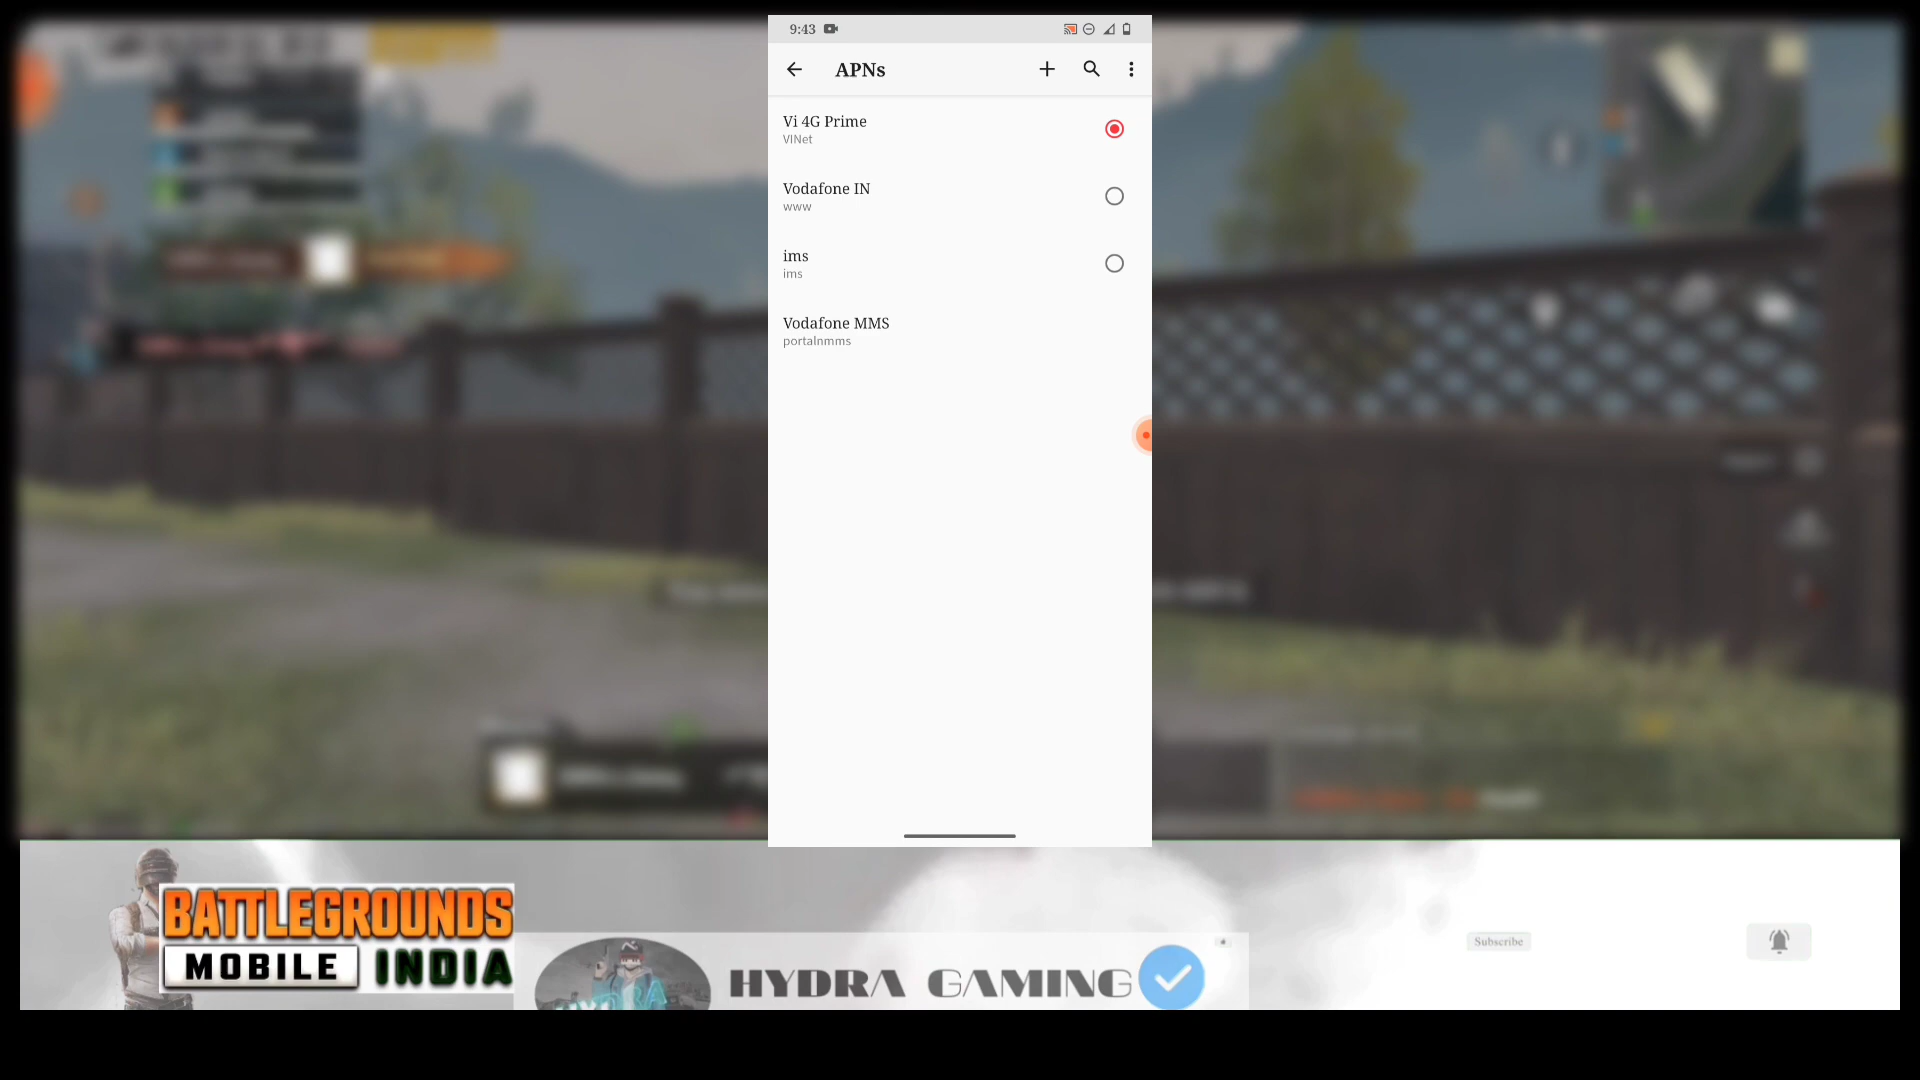 9:43
APNs
Vi 4G Prime
VINet
Vodafone IN
www
ims
ims
Vodafone MMS
portalnmms
BATTLEGROUNDS
MOBILE INDIA
HYDRA GAMING
Subscribe
HYDRA